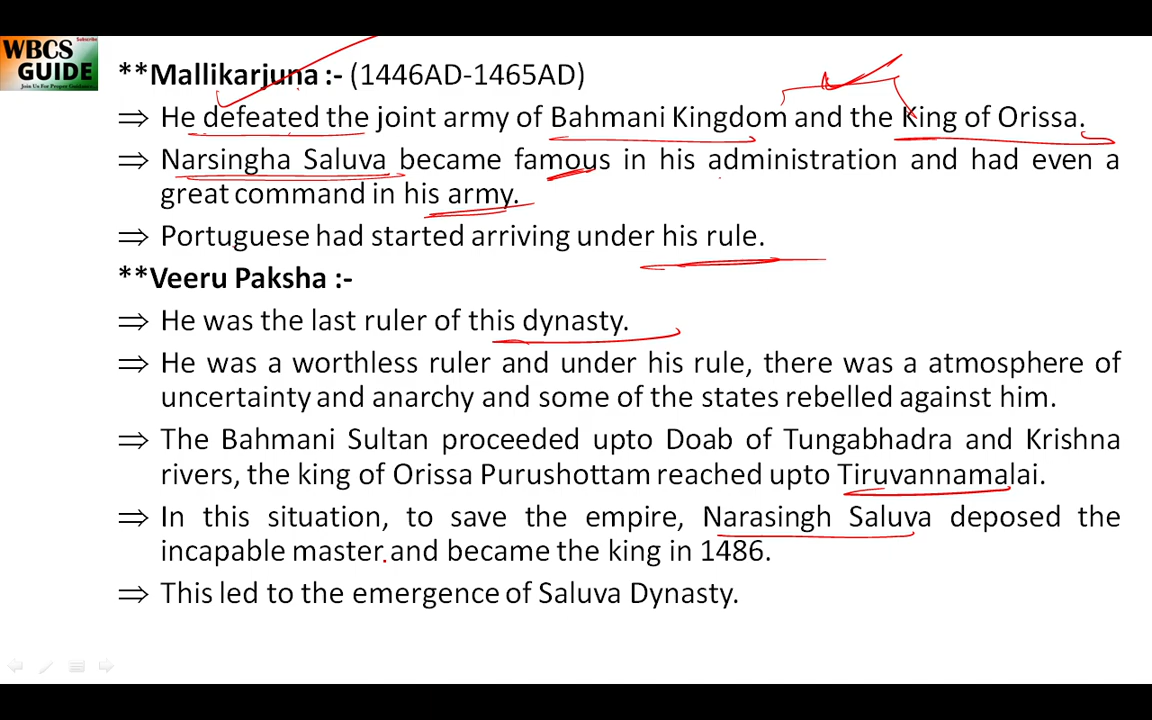 Subscribe
WBCS
GUIDE
Join Us For Proper Guidance
**Mallikarjuna :- (1446AD-1465AD)
⇒ He defeated the joint army of Bahmani Kingdom and the King of Orissa.
⇒ Narsingha Saluva became famous in his administration and had even a
great command in his army.
⇒ Portuguese had started arriving under his rule.
**Veeru Paksha :-
⇒ He was the last ruler of this dynasty.
⇒ He was a worthless ruler and under his rule, there was a atmosphere of
uncertainty and anarchy and some of the states rebelled against him.
⇒ The Bahmani Sultan proceeded upto Doab of Tungabhadra and Krishna
rivers, the king of Orissa Purushottam reached upto Tiruvannamalai.
⇒ In this situation, to save the empire, Narasingh Saluva deposed the
incapable master and became the king in 1486.
⇒ This led to the emergence of Saluva Dynasty.